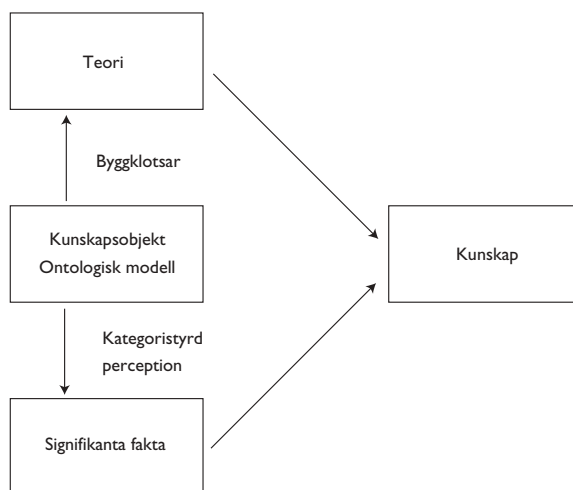 Teori
Byggklotsar
Kunskapsobjekt
Ontologisk modell
Kunskap
Kategoristyrd
perception
Signifikanta fakta